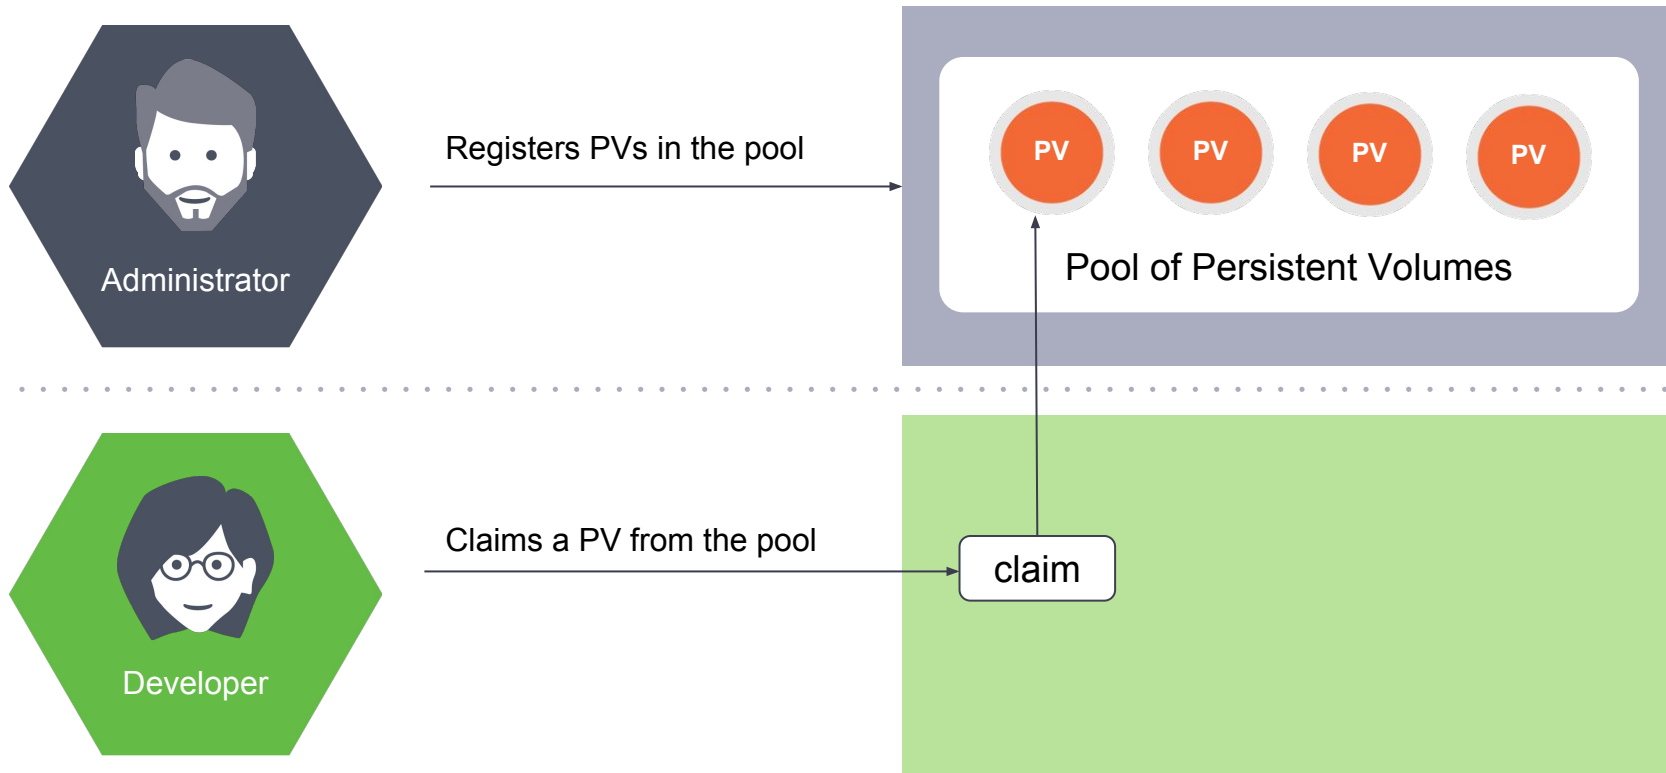 Administrator
Registers PVs in the pool
PV
PV
PV
PV
Pool of Persistent Volumes
Developer
Claims a PV from the pool
claim